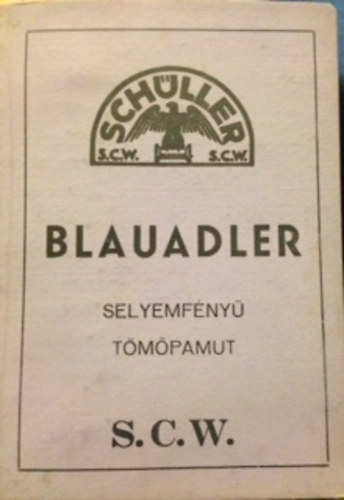 SCHÜLLER
S.C.W. S.C.W.
BLAUADLER
SELYEMFÉNYŰ
TÖMŐPAMUT
S.C.W.